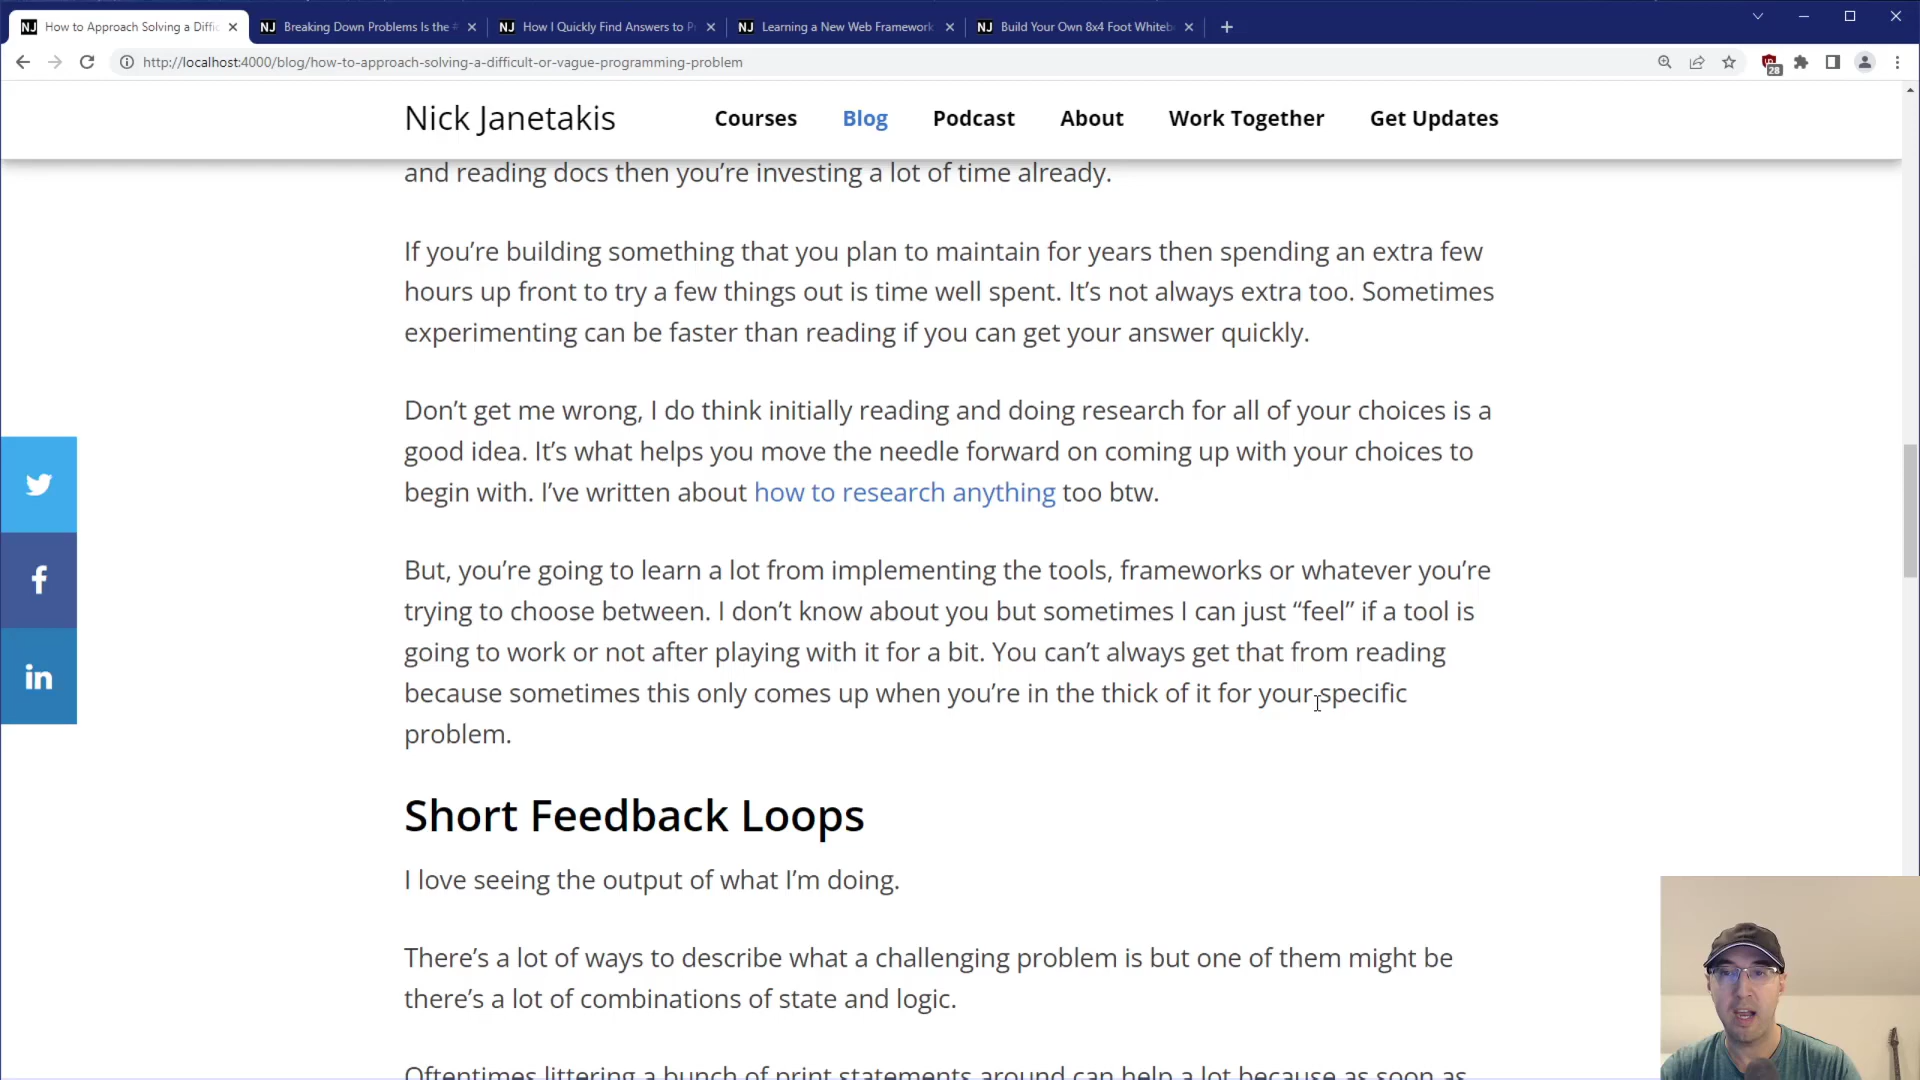 NJ How to Approach Solving a Diffic
NJ Breaking Down Problems Is the #
NJ How I Quickly Find Answers to Pr
NJ Learning a New Web Framework
NJ Build Your Own 8x4 Foot Whiteb
http://localhost:4000/blog/how-to-approach-solving-a-difficult-or-vague-programming-problem
28
Nick Janetakis
Courses
Blog
Podcast
About
Work Together
Get Updates
and reading docs then you’re investing a lot of time already.
If you’re building something that you plan to maintain for years then spending an extra few
hours up front to try a few things out is time well spent. It’s not always extra too. Sometimes
experimenting can be faster than reading if you can get your answer quickly.
Don’t get me wrong, I do think initially reading and doing research for all of your choices is a
good idea. It’s what helps you move the needle forward on coming up with your choices to
begin with. I’ve written about how to research anything too btw.
But, you’re going to learn a lot from implementing the tools, frameworks or whatever you’re
trying to choose between. I don’t know about you but sometimes I can just “feel” if a tool is
going to work or not after playing with it for a bit. You can’t always get that from reading
because sometimes this only comes up when you’re in the thick of it for your specific
problem.
Short Feedback Loops
I love seeing the output of what I’m doing.
There’s a lot of ways to describe what a challenging problem is but one of them might be
there’s a lot of combinations of state and logic.
Oftentimes littering a bunch of print statements around can help a lot because as soon as